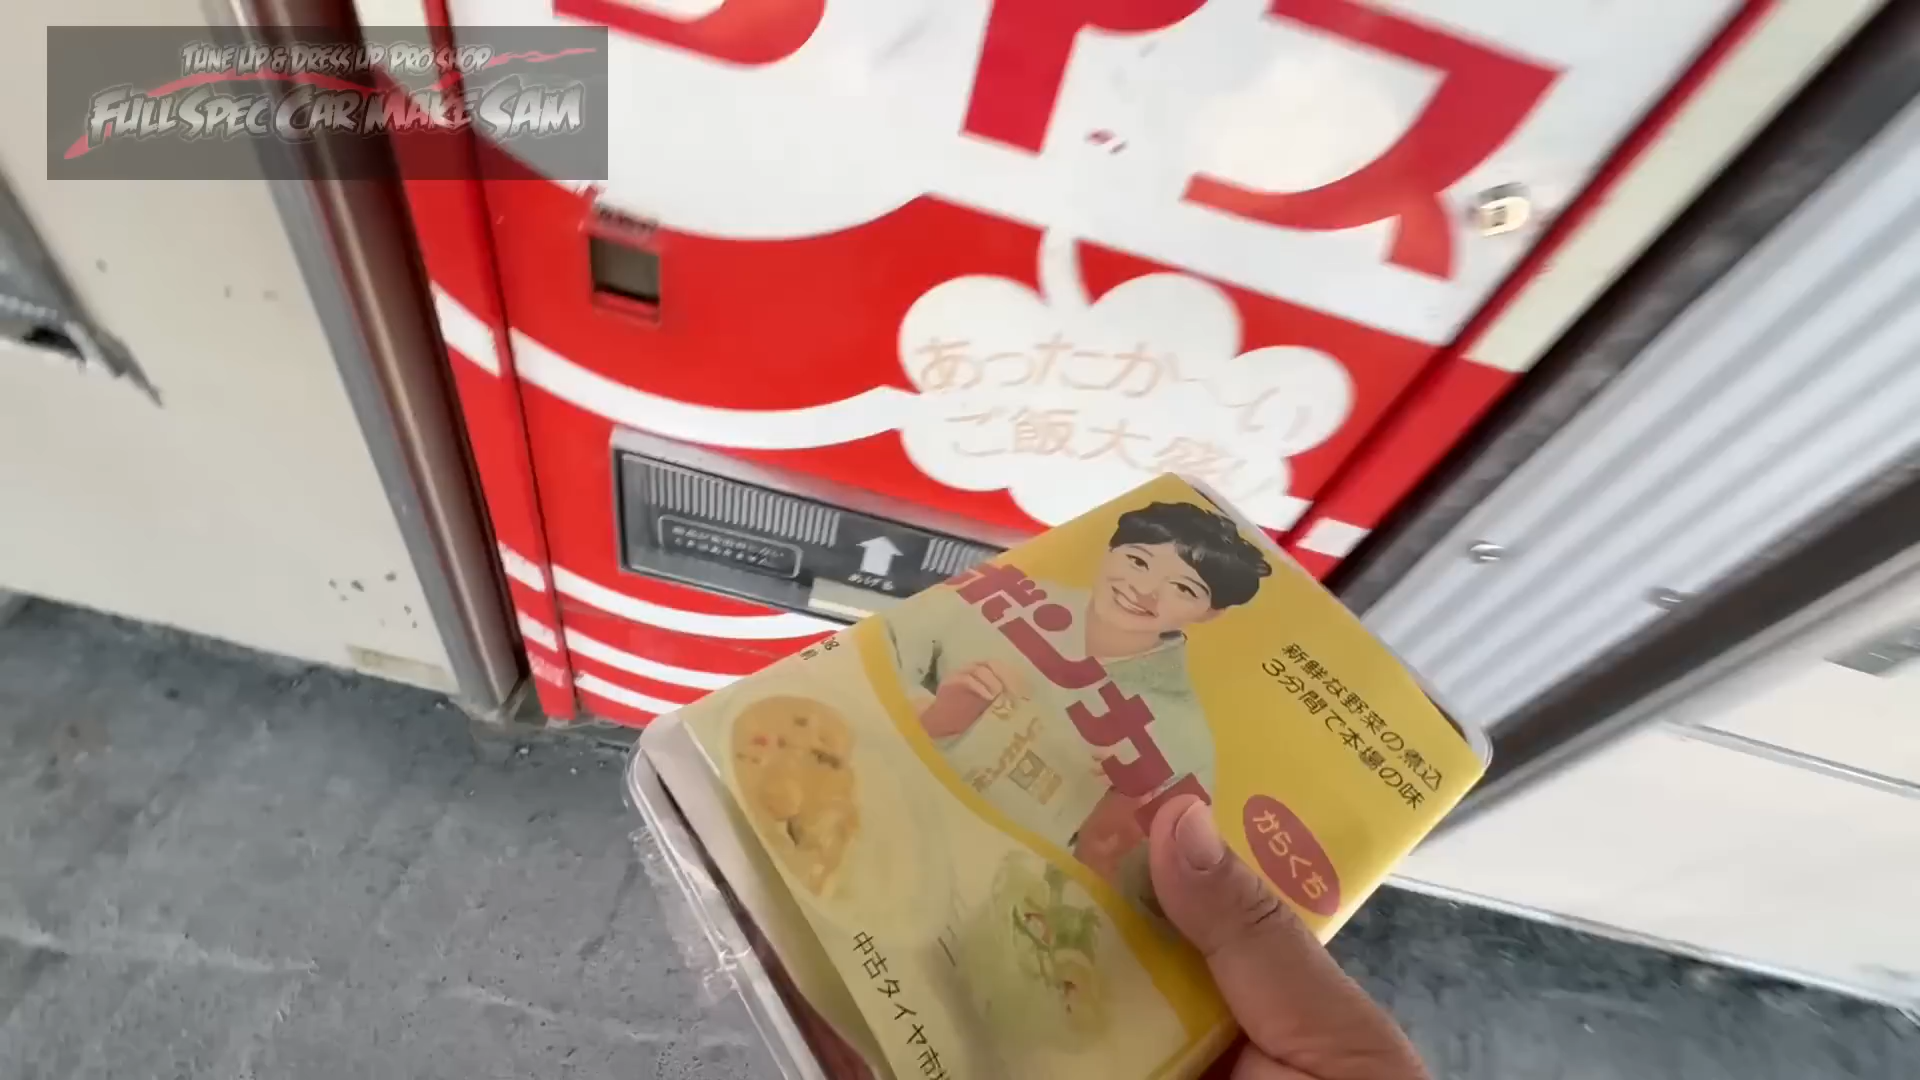 TUNE UP & DRESS UP PRO SHOP
FULL SPEC CAR MAKE SAM
イス
あったか〜い
ご飯大盛り
あげる
ボンカレ
新鮮な野菜の煮込
3分間で本場の味
からくち
中古タイヤ市